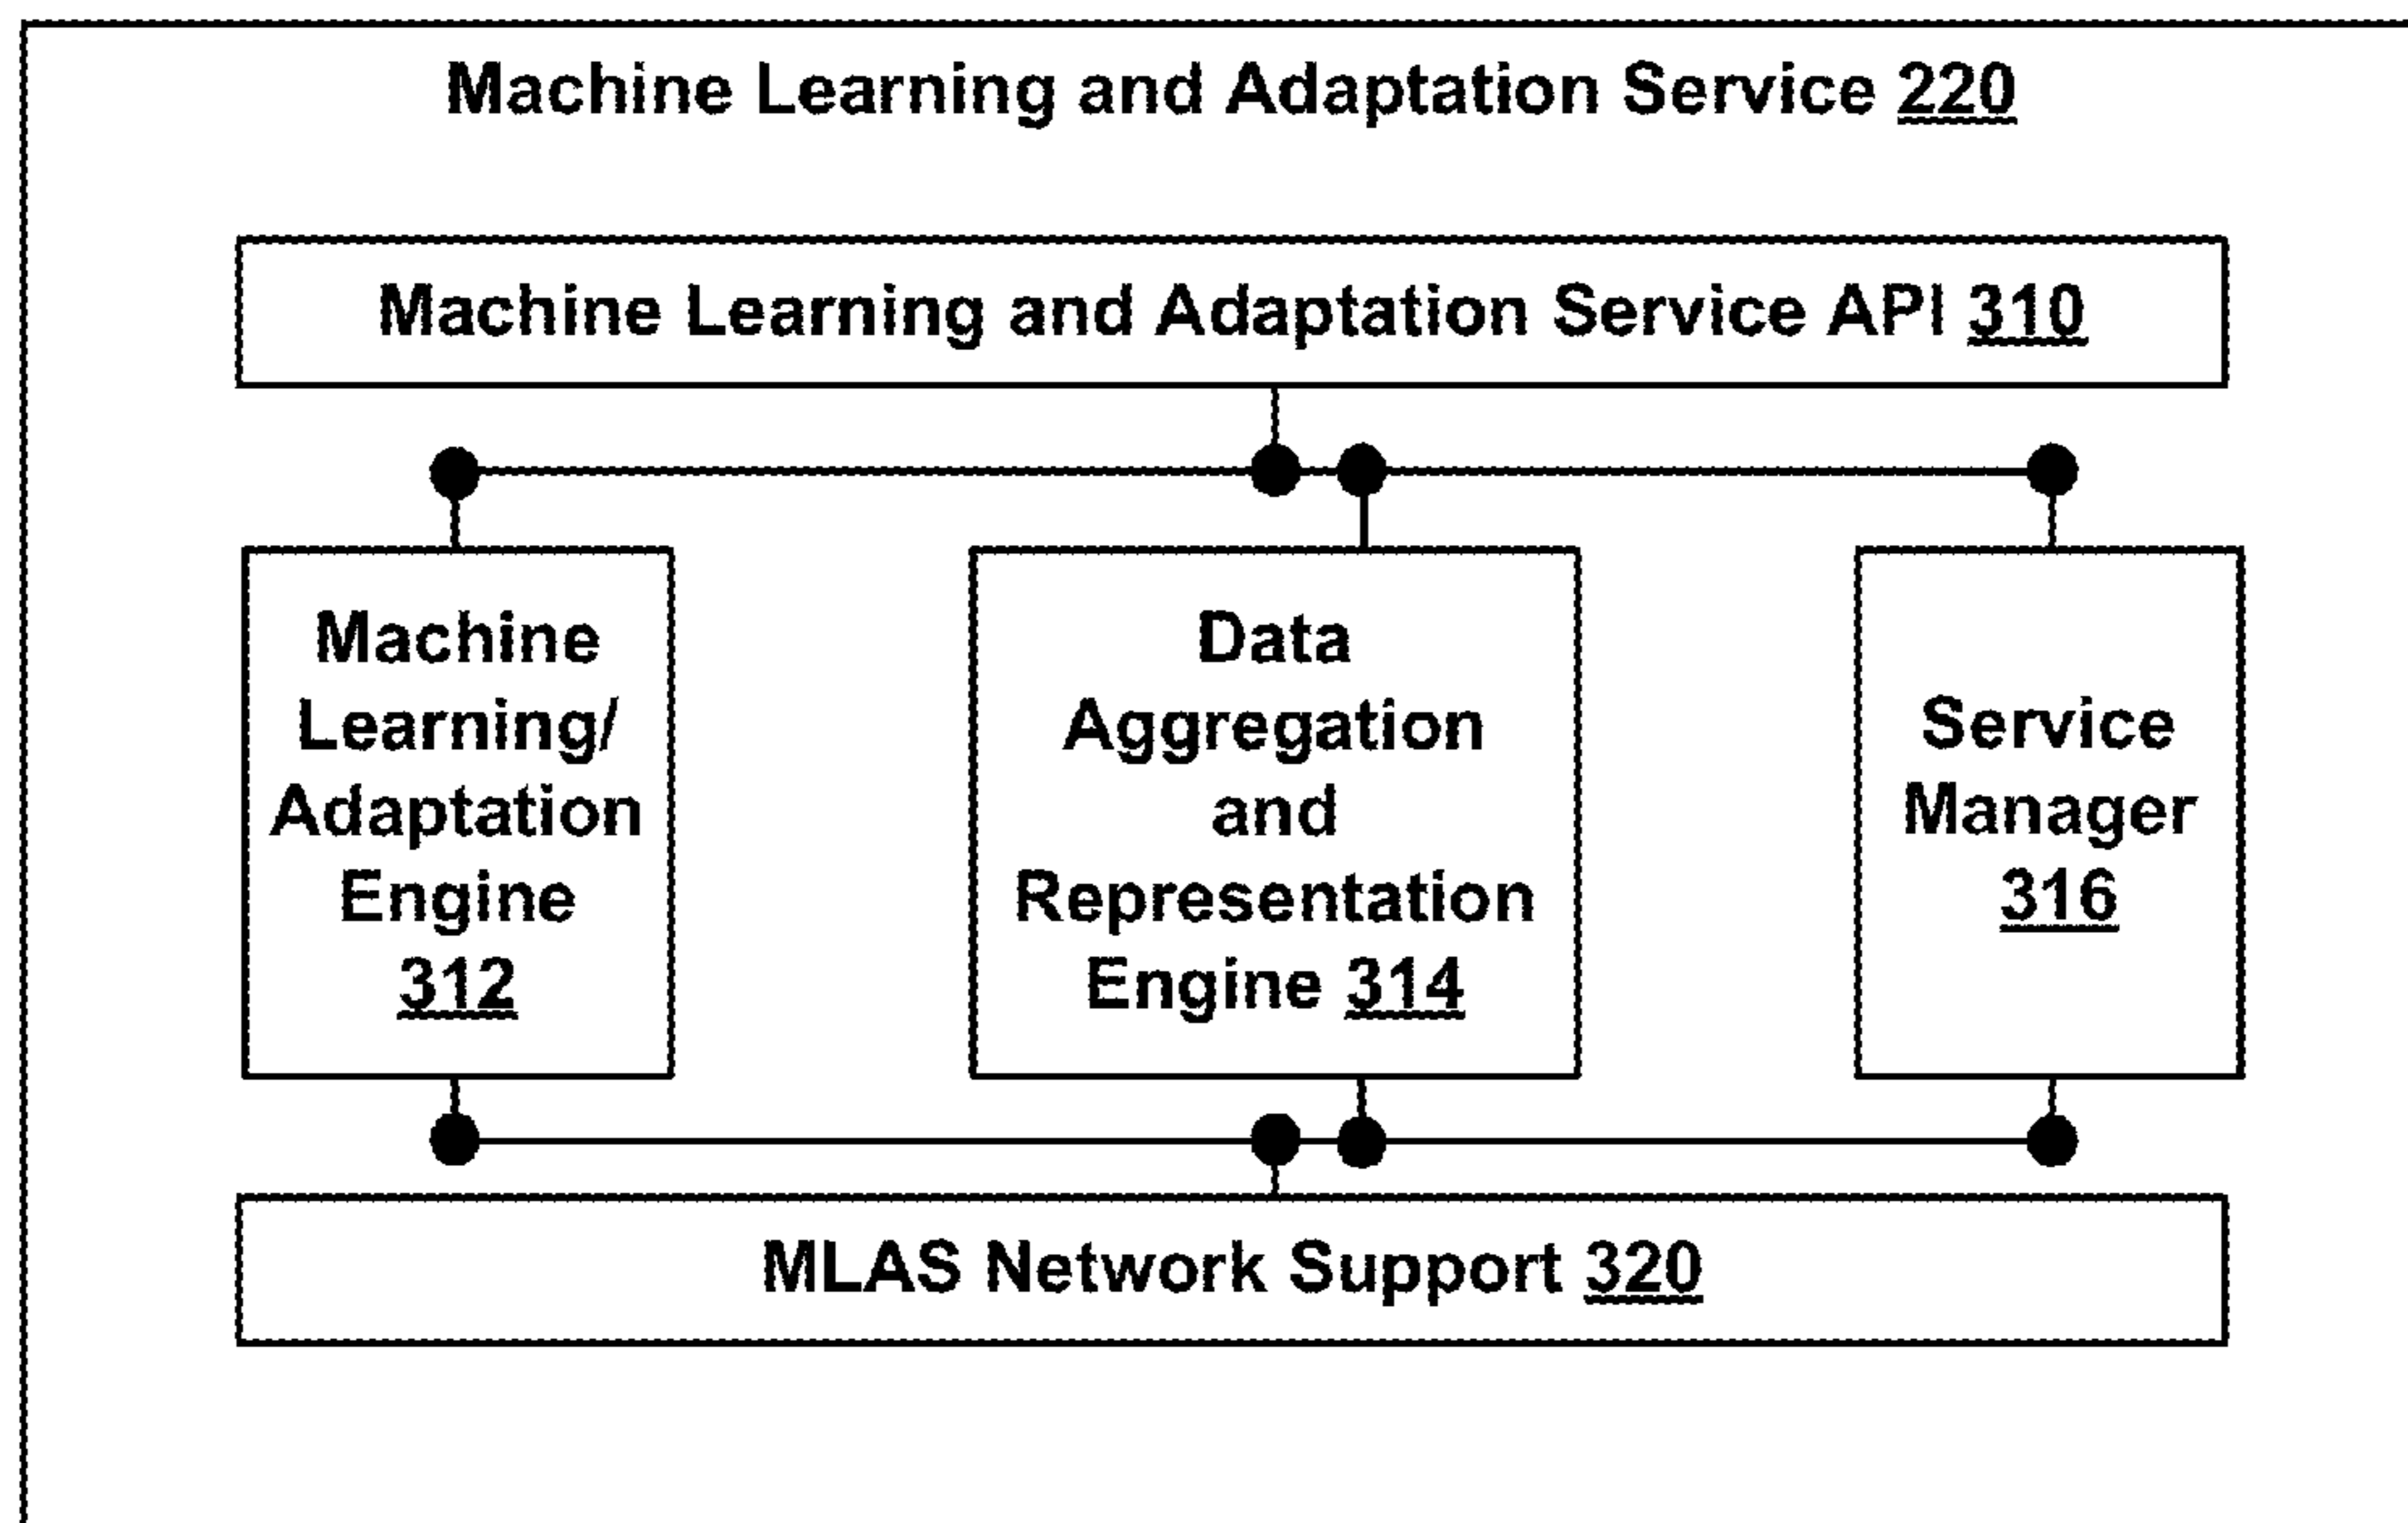 Machine Learning and Adaptation Service 220
Machine Learning and Adaptation Service API 310
Machine
Learning/
Adaptation
Engine
312
Data
Aggregation
and
Representation
Engine 314
Service
Manager
316
MLAS Network Support 320